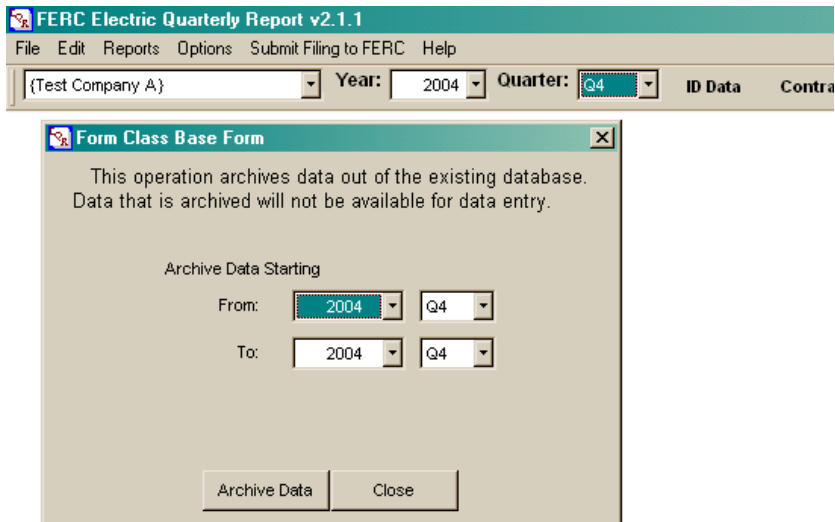 FERC Electric Quarterly Report v2.1.1
File Edit Reports Options Submit Filing to FERC Help
{Test Company A} Year: 2004 Quarter: Q4 ID Data Contra
Form Class Base Form
This operation archives data out of the existing database.
Data that is archived will not be available for data entry.
Archive Data Starting
From: 2004 Q4
To: 2004 Q4
Archive Data Close